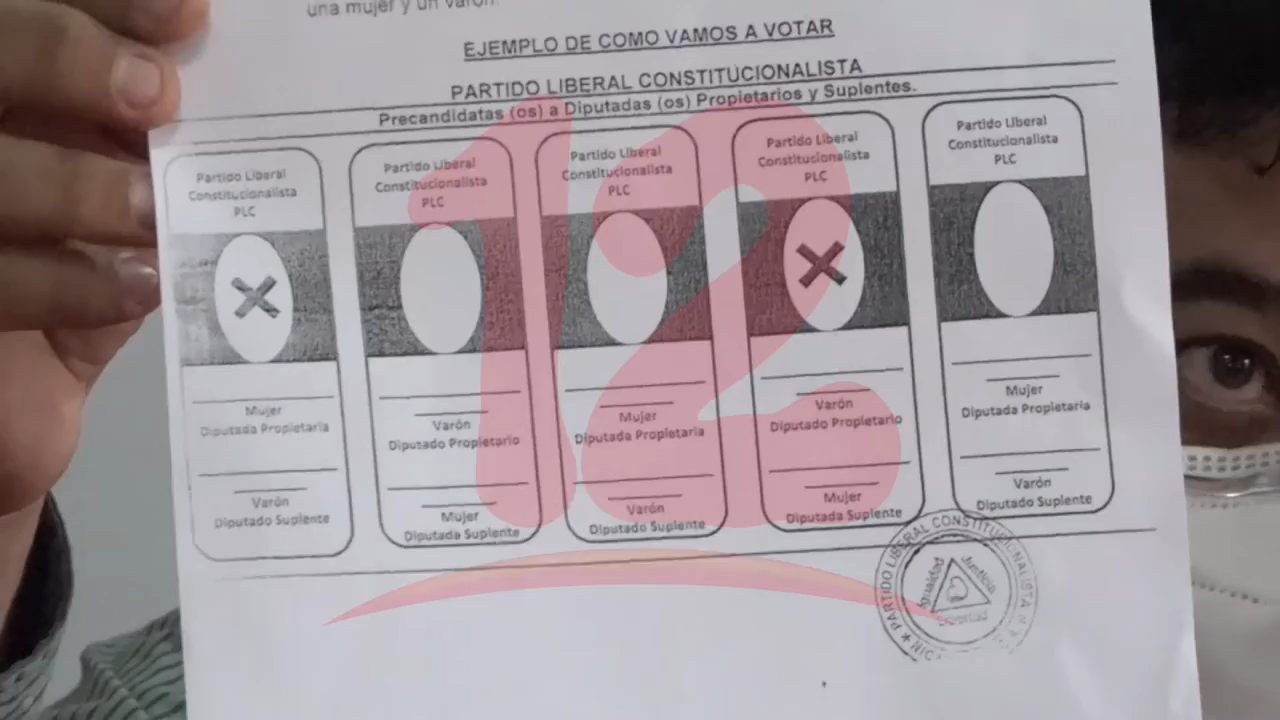 una mujer y un varón.
EJEMPLO DE COMO VAMOS A VOTAR
PARTIDO LIBERAL CONSTITUCIONALISTA
Precandidatas (os) a Diputadas (os) Propietarios y Suplentes.
Partido Liberal
Constitucionalista
PLC
Mujer
Diputada Propietaria
Varón
Diputado Suplente
Partido Liberal
Constitucionalista
PLC
Varón
Diputado Propietario
Mujer
Diputada Suplente
Partido Liberal
Constitucionalista
PLC
Mujer
Diputada Propietaria
Varón
Diputado Suplente
Partido Liberal
Constitucionalista
PLC
Varón
Diputado Propietario
Mujer
Diputada Suplente
Partido Liberal
Constitucionalista
PLC
Mujer
Diputada Propietaria
Varón
Diputado Suplente
12
PARTIDO LIBERAL CONSTITUCIONALISTA
Igualdad
Justicia